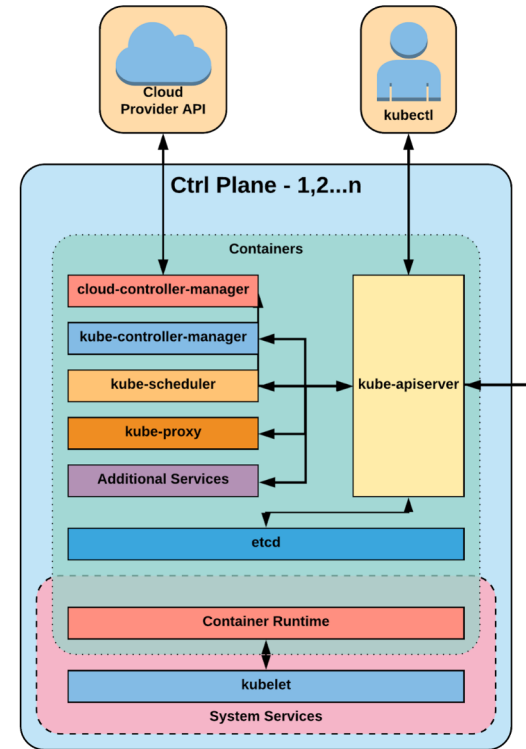 Cloud
Provider API
kubectl
Ctrl Plane - 1,2...n
Containers
cloud-controller-manager
kube-controller-manager
kube-scheduler
kube-apiserver
kube-proxy
Additional Services
etcd
Container Runtime
kubelet
System Services